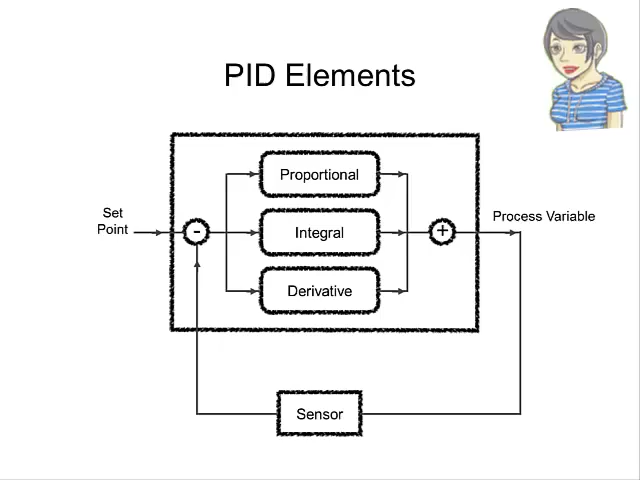 PID Elements
Proportional
Set
Point
-
Integral
+
Process Variable
Derivative
Sensor